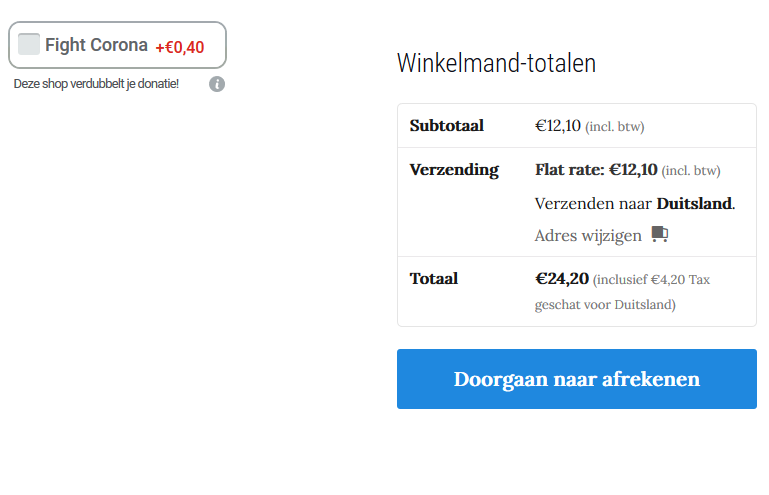 Fight Corona +€0,40
Deze shop verdubbelt je donatie!
Winkelmand-totalen
Subtotaal €12,10 (incl. btw)
Verzending Flat rate: €12,10 (incl. btw)
Verzenden naar Duitsland.
Adres wijzigen
Totaal €24,20 (inclusief €4,20 Tax
geschat voor Duitsland)
Doorgaan naar afrekenen